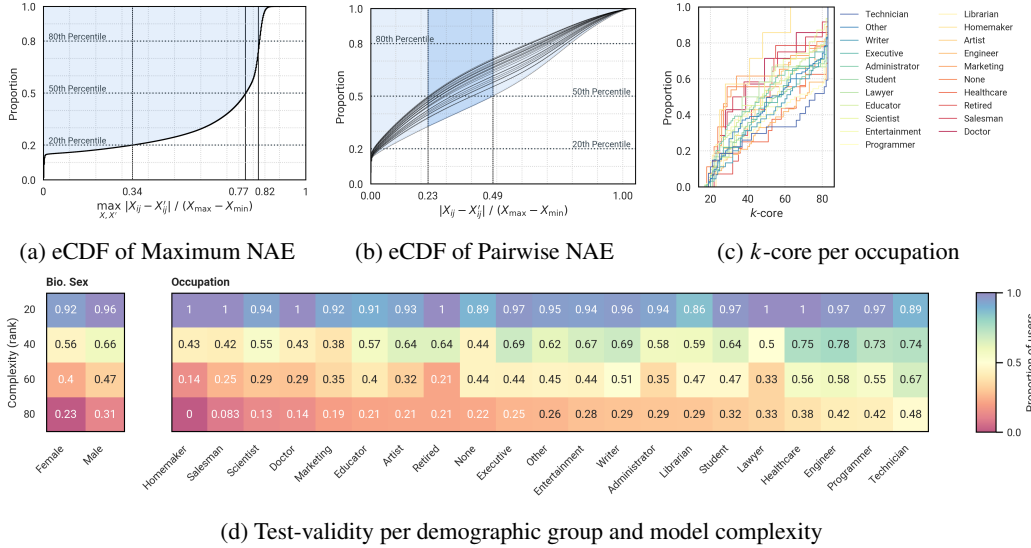 1.0
0.8
0.5
0.2
0.0
Proportion
80th Percentile
50th Percentile
20th Percentile
0
0.34
0.77
0.82
1
max |X_ij − X′_ij| / (X_max − X_min)
X, X′
(a) eCDF of Maximum NAE
1.0
0.8
0.5
0.2
0.0
Proportion
80th Percentile
50th Percentile
20th Percentile
0
0.23
0.49
1.00
|X_ij − X′_ij| / (X_max − X_min)
(b) eCDF of Pairwise NAE
1.0
0.8
0.6
0.4
0.2
0.0
Proportion
20 40 60 80
k-core
Technician
Other
Writer
Executive
Administrator
Student
Lawyer
Educator
Scientist
Entertainment
Programmer
Librarian
Homemaker
Artist
Engineer
Marketing
None
Healthcare
Retired
Salesman
Doctor
(c) k-core per occupation
Bio. Sex Occupation
20 0.92 0.96 1 1 0.94 1 0.92 0.91 0.93 1 0.89 0.97 0.95 0.94 0.96 0.94 0.86 0.97 1 1 0.97 0.97 0.89
40 0.56 0.66 0.43 0.42 0.55 0.43 0.38 0.57 0.64 0.64 0.44 0.69 0.62 0.67 0.69 0.58 0.59 0.64 0.5 0.75 0.78 0.73 0.74
60 0.4 0.47 0.14 0.25 0.29 0.29 0.35 0.4 0.32 0.21 0.44 0.44 0.45 0.44 0.51 0.35 0.47 0.47 0.33 0.56 0.58 0.55 0.67
80 0.23 0.31 0 0.083 0.13 0.14 0.19 0.21 0.21 0.21 0.22 0.25 0.26 0.28 0.29 0.29 0.29 0.32 0.33 0.38 0.42 0.42 0.48
Complexity (rank)
Female Male Homemaker Salesman Scientist Doctor Marketing Educator Artist Retired None Executive Other Entertainment Writer Administrator Librarian Student Lawyer Healthcare Engineer Programmer Technician
1.0
0.5
0.0
Proportion of users
(d) Test-validity per demographic group and model complexity